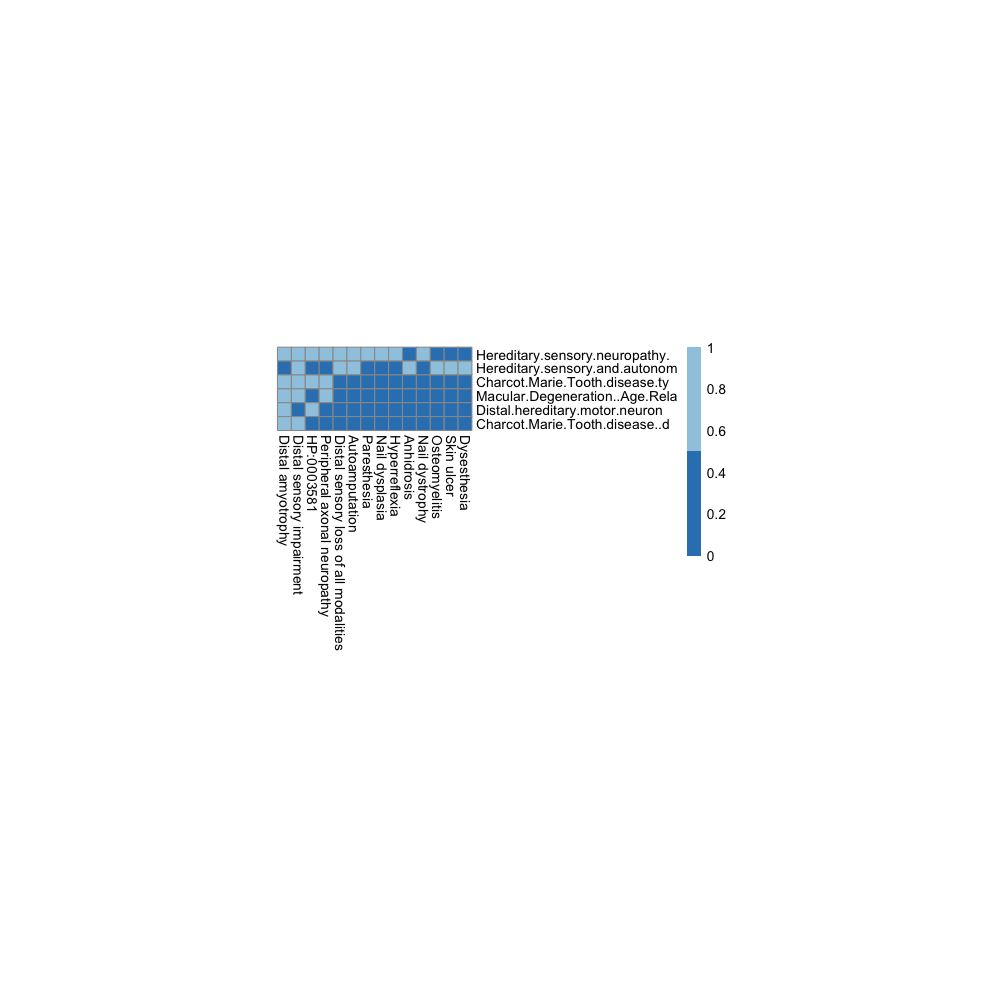 Hereditary.sensory.neuropathy.
Hereditary.sensory.and.autonom
Charcot.Marie.Tooth.disease.ty
Macular.Degeneration..Age.Rela
Distal.hereditary.motor.neuron
Charcot.Marie.Tooth.disease..d
1
0.8
0.6
0.4
0.2
0
Distal amyotrophy
Distal sensory impairment
HP:0003581
Peripheral axonal neuropathy
Distal sensory loss of all modalities
Autoamputation
Paresthesia
Nail dysplasia
Hyperreflexia
Anhidrosis
Nail dystrophy
Osteomyelitis
Skin ulcer
Dysesthesia